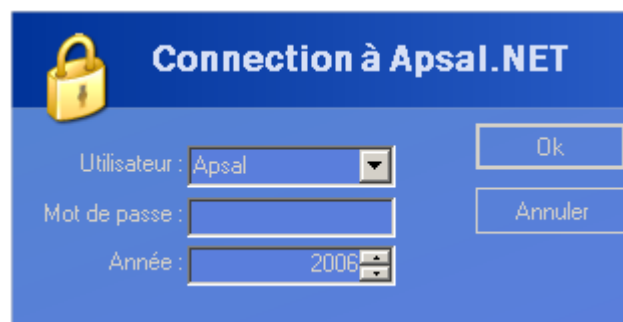 Connection à Apsal.NET
Utilisateur : Apsal
Ok
Mot de passe :
Annuler
Année : 2006